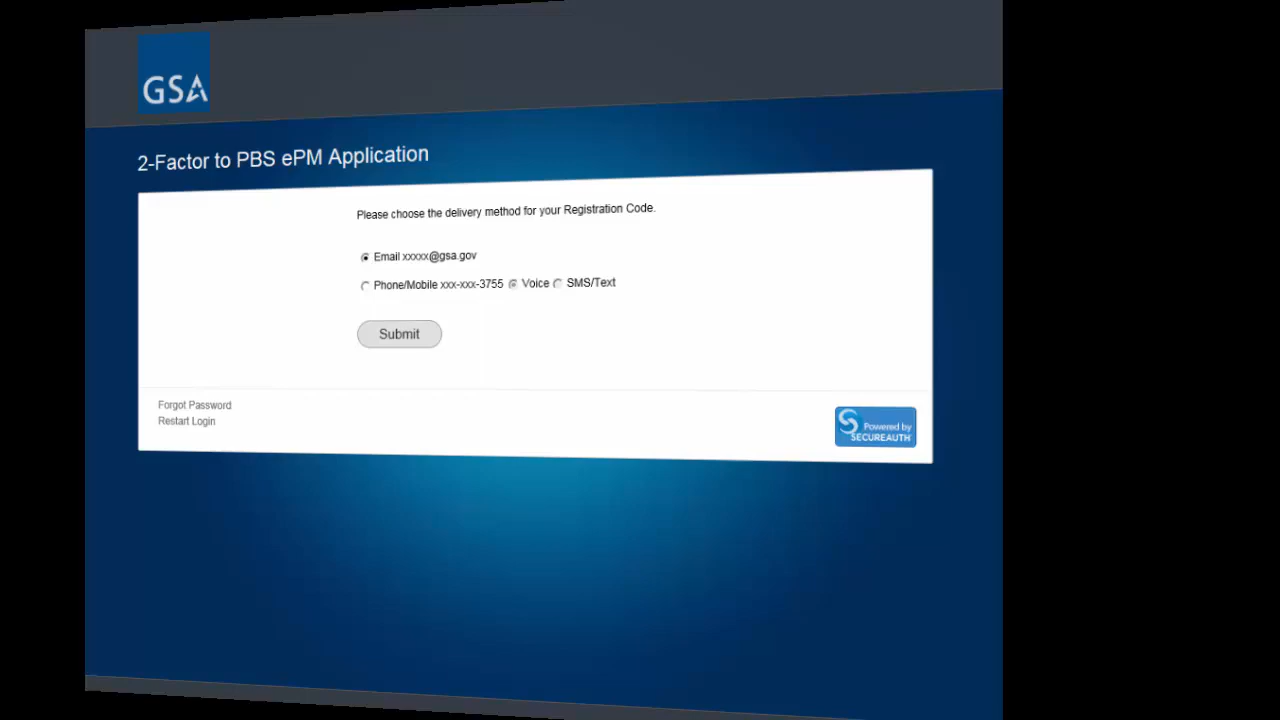 GSA
2-Factor to PBS ePM Application
Please choose the delivery method for your Registration Code.
Email xxxxx@gsa.gov
Phone/Mobile xxx-xxx-3755 Voice SMS/Text
Submit
Forgot Password
Restart Login
Powered by
SECUREAUTH